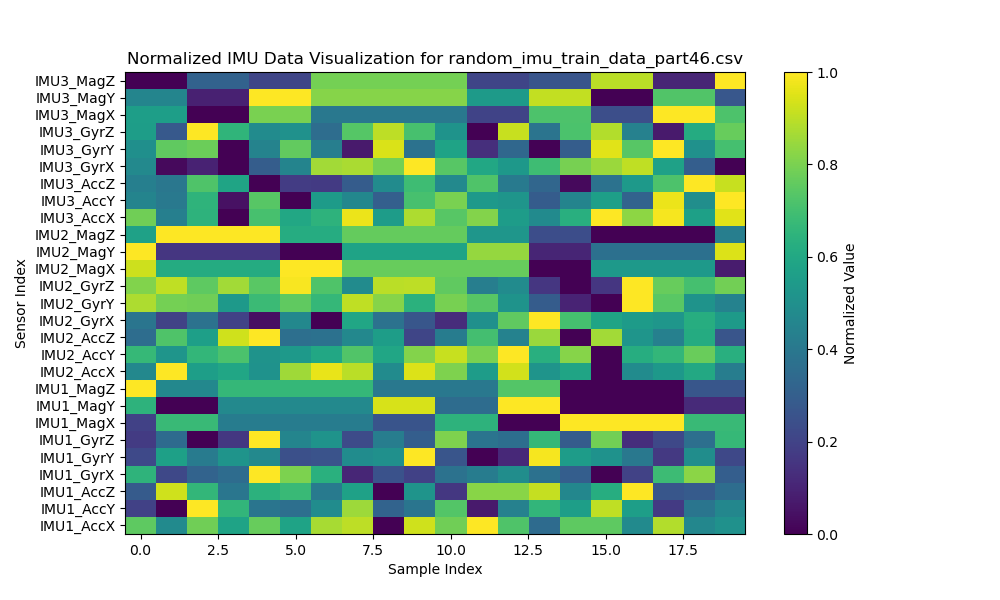 Normalized IMU Data Visualization for random_imu_train_data_part46.csv
IMU3_MagZ
IMU3_MagY
IMU3_MagX
IMU3_GyrZ
IMU3_GyrY
IMU3_GyrX
IMU3_AccZ
IMU3_AccY
IMU3_AccX
IMU2_MagZ
IMU2_MagY
IMU2_MagX
IMU2_GyrZ
IMU2_GyrY
IMU2_GyrX
IMU2_AccZ
IMU2_AccY
IMU2_AccX
IMU1_MagZ
IMU1_MagY
IMU1_MagX
IMU1_GyrZ
IMU1_GyrY
IMU1_GyrX
IMU1_AccZ
IMU1_AccY
IMU1_AccX
Sensor Index
0.0 2.5 5.0 7.5 10.0 12.5 15.0 17.5
Sample Index
1.0
0.8
0.6
0.4
0.2
0.0
Normalized Value